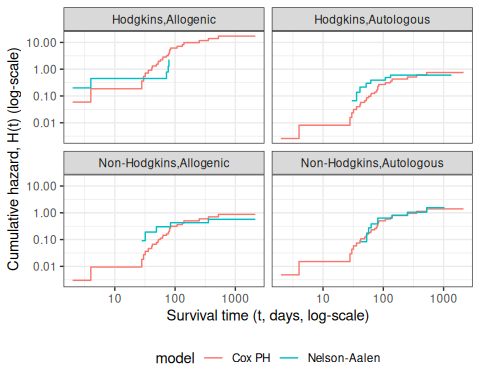 Hodgkins,Allogenic
Hodgkins,Autologous
10.00
1.00
0.10
0.01
Non-Hodgkins,Allogenic
Non-Hodgkins,Autologous
10.00
1.00
0.10
0.01
10
100
1000
10
100
1000
Cumulative hazard, H(t) (log-scale)
Survival time (t, days, log-scale)
model
Cox PH
Nelson-Aalen